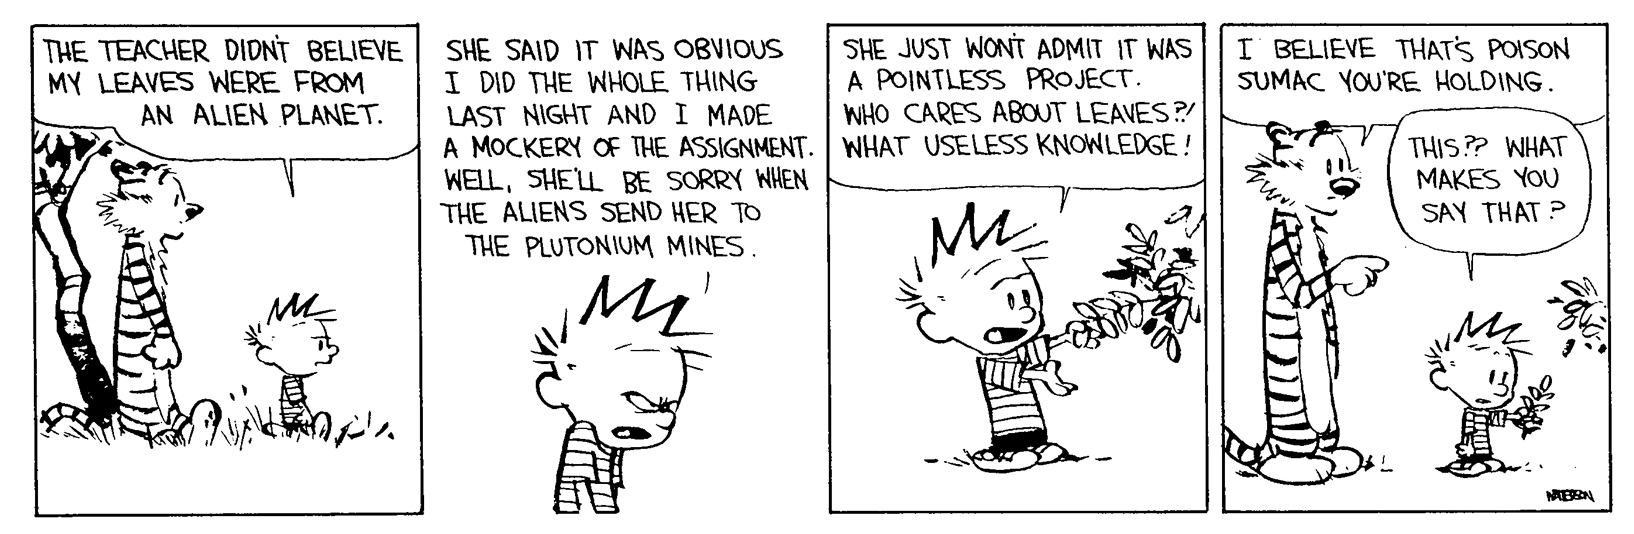 THE TEACHER DIDN'T BELIEVE
MY LEAVES WERE FROM
AN ALIEN PLANET.
SHE SAID IT WAS OBVIOUS
I DID THE WHOLE THING
LAST NIGHT AND I MADE
A MOCKERY OF THE ASSIGNMENT.
WELL, SHE'LL BE SORRY WHEN
THE ALIENS SEND HER TO
THE PLUTONIUM MINES.
SHE JUST WON'T ADMIT IT WAS
A POINTLESS PROJECT.
WHO CARES ABOUT LEAVES?!
WHAT USELESS KNOWLEDGE!
I BELIEVE THAT'S POISON
SUMAC YOU'RE HOLDING.
THIS?? WHAT
MAKES YOU
SAY THAT?
WATTERSON